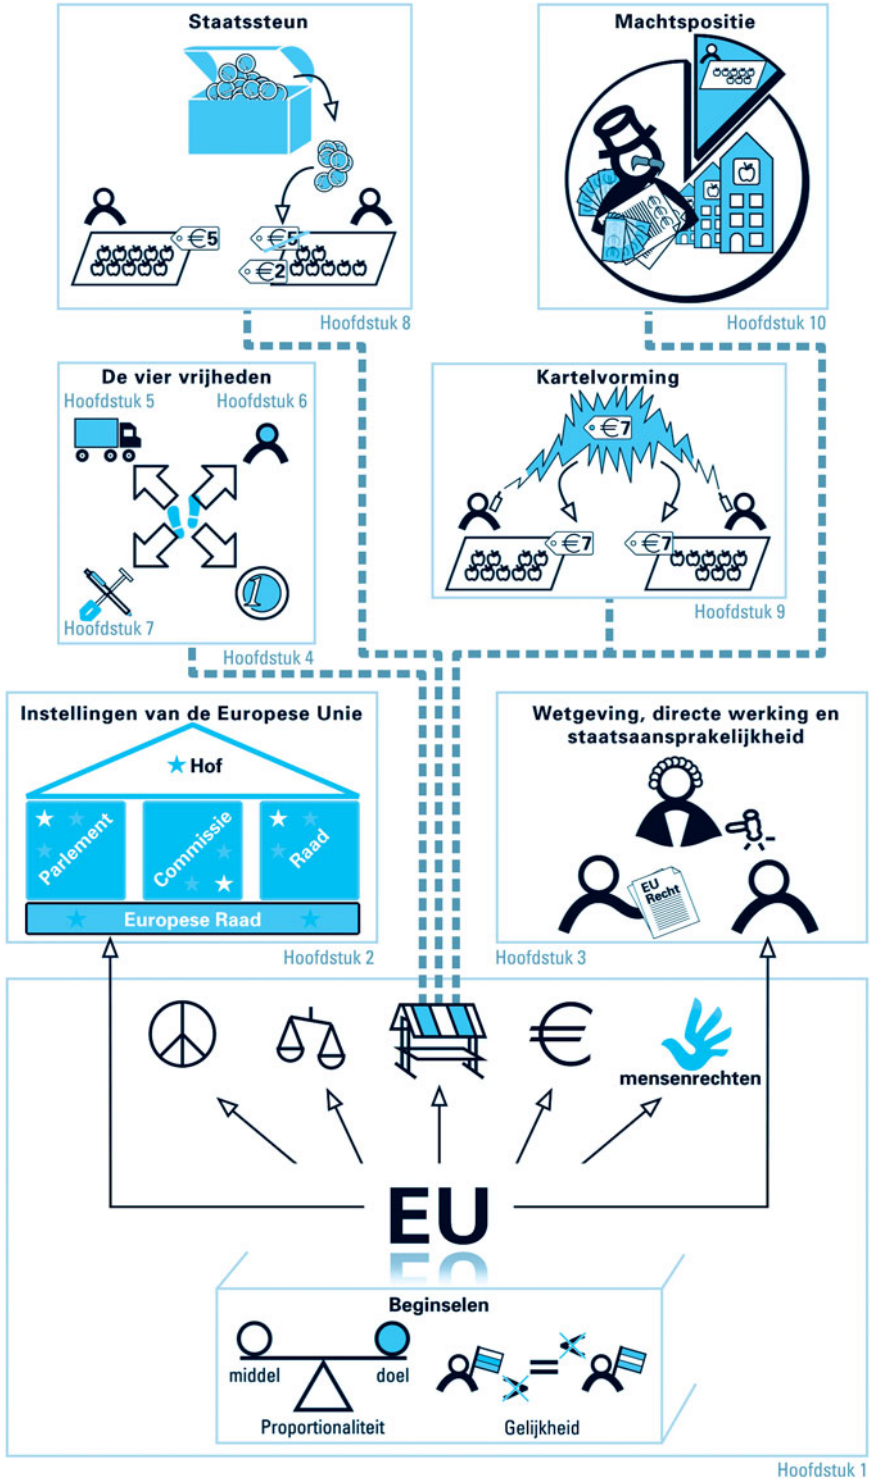 Staatssteun
€5
€5
€2
Hoofdstuk 8
Machtspositie
€€€
Hoofdstuk 10
De vier vrijheden
Hoofdstuk 5
Hoofdstuk 6
1
Hoofdstuk 7
Hoofdstuk 4
Kartelvorming
€7
€7
€7
Hoofdstuk 9
Instellingen van de Europese Unie
Hof
Parlement
Commissie
Raad
Europese Raad
Hoofdstuk 2
Wetgeving, directe werking en
staatsaansprakelijkheid
EU
Recht
Hoofdstuk 3
€
mensenrechten
EU
Beginselen
middel
doel
=
Proportionaliteit
Gelijkheid
Hoofdstuk 1